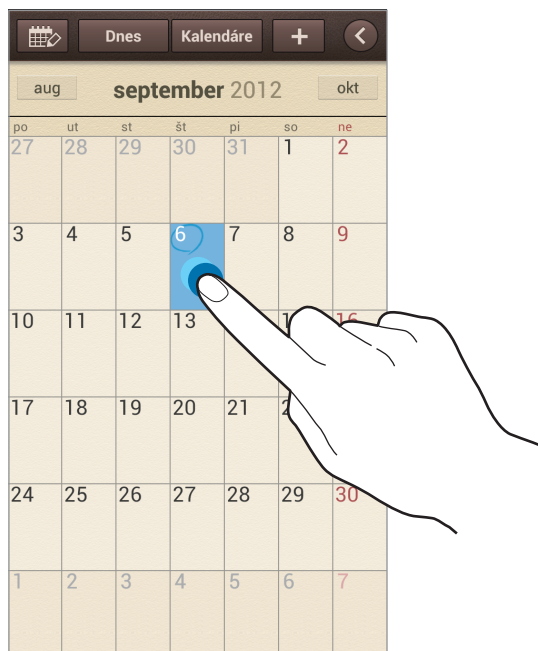 Dnes Kalendáre +
aug september 2012 okt
po ut st št pi so ne
27 28 29 30 31 1 2
3 4 5 6 7 8 9
10 11 12 13 16
17 18 19 20 21
24 25 26 27 28 29 30
1 2 3 4 5 6 7